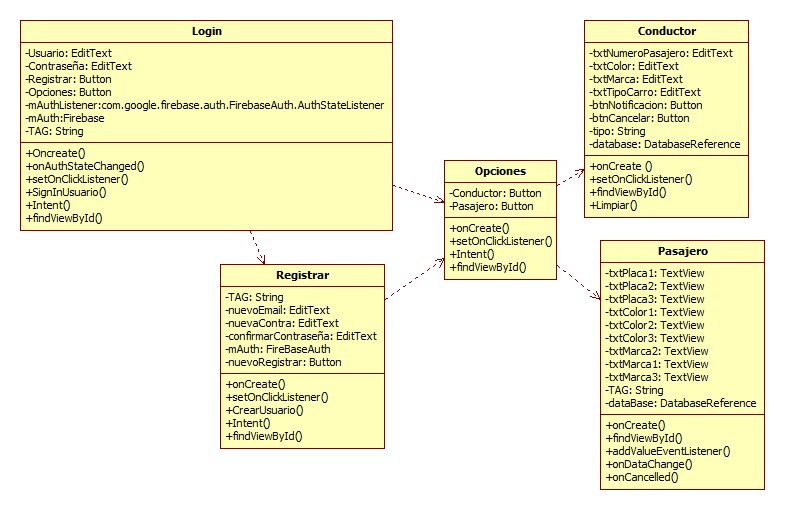 Login
-Usuario: EditText
-Contraseña: EditText
-Registrar: Button
-Opciones: Button
-mAuthListener:com.google.firebase.auth.FirebaseAuth.AuthStateListener
-mAuth:Firebase
-TAG: String
+Oncreate()
+onAuthStateChanged()
+setOnClickListener()
+SignInUsuario()
+Intent()
+findViewById()
Registrar
-TAG: String
-nuevoEmail: EditText
-nuevaContra: EditText
-confirmarContraseña: EditText
-mAuth: FireBaseAuth
-nuevoRegistrar: Button
+onCreate()
+setOnClickListener()
+CrearUsuario()
+Intent()
+findViewById()
Opciones
-Conductor: Button
-Pasajero: Button
+onCreate()
+setOnClickListener()
+Intent()
+findViewById()
Conductor
-txtNumeroPasajero: EditText
-txtColor: EditText
-txtMarca: EditText
-txtTipoCarro: EditText
-btnNotificacion: Button
-btnCancelar: Button
-tipo: String
-database: DatabaseReference
+onCreate ()
+setOnClickListener()
+findViewById()
+Limpiar()
Pasajero
-txtPlaca1: TextView
-txtPlaca2: TextView
-txtPlaca3: TextView
-txtColor1: TextView
-txtColor2: TextView
-txtColor3: TextView
-txtMarca2: TextView
-txtMarca1: TextView
-txtMarca3: TextView
-TAG: String
-dataBase: DatabaseReference
+onCreate()
+findViewById()
+addValueEventListener()
+onDataChange()
+onCancelled()